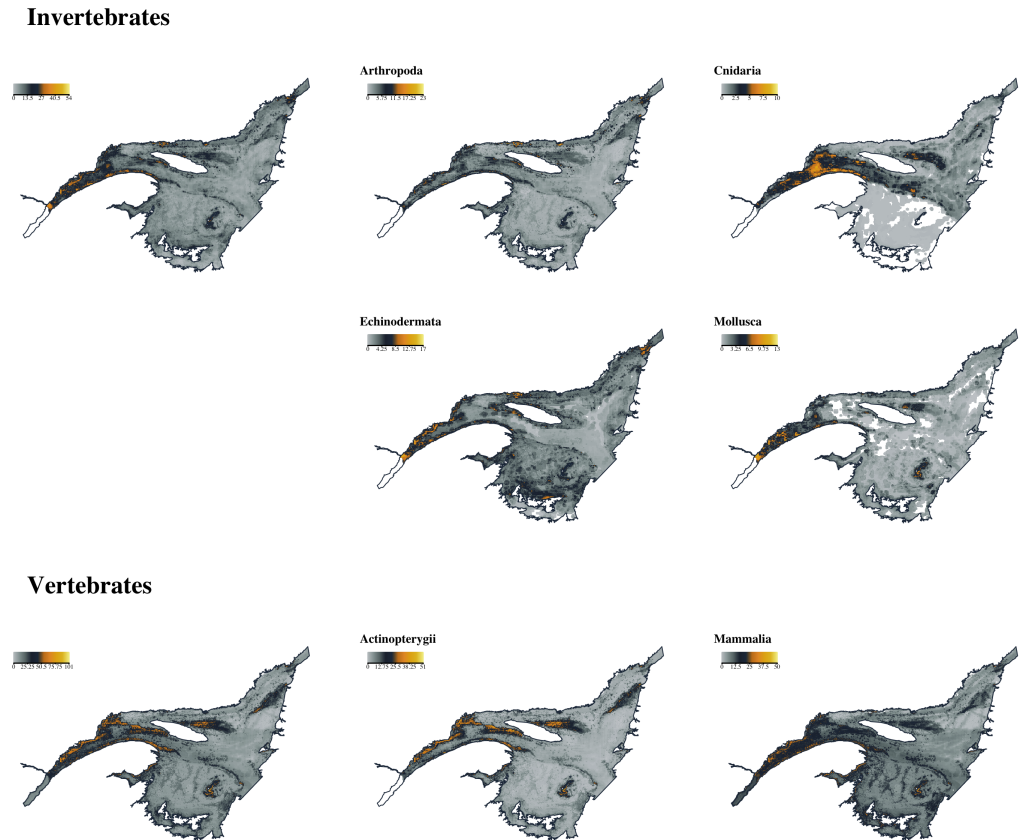 Invertebrates
0 13.5 27 40.5 54
Arthropoda
0 5.75 11.5 17.25 23
Cnidaria
0 2.5 5 7.5 10
Echinodermata
0 4.25 8.5 12.75 17
Mollusca
0 3.25 6.5 9.75 13
Vertebrates
0 25.25 50.5 75.75 101
Actinopterygii
0 12.75 25.5 38.25 51
Mammalia
0 12.5 25 37.5 50